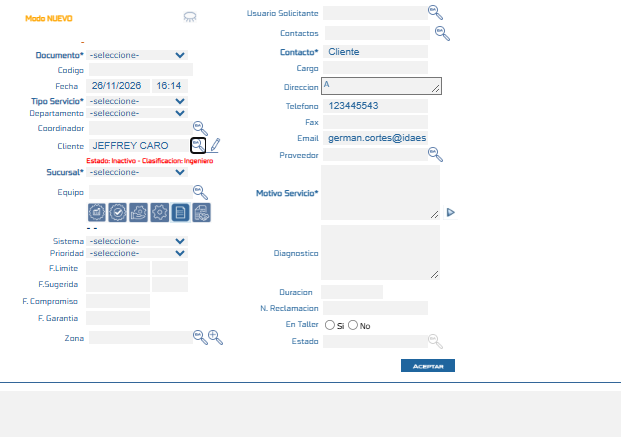 Modo NUEVO
-
Documento* -seleccione-
Codigo
Fecha 26/11/2026 16:14
Tipo Servicio* -seleccione-
Departamento -seleccione-
Coordinador
Cliente JEFFREY CARO
Estado: Inactivo - Clasificacion: Ingeniero
Sucursal* -seleccione-
Equipo
- -
Sistema -seleccione-
Prioridad -seleccione-
F.Limite
F.Sugerida
F. Compromiso
F. Garantia
Zona
Usuario Solicitante
Contactos
Contacto* Cliente
Cargo
Direccion A
Telefono 123445543
Fax
Email german.cortes@idaes
Proveedor
Motivo Servicio*
Diagnostico
Duracion
N. Reclamacion
En Taller Si No
Estado
ACEPTAR